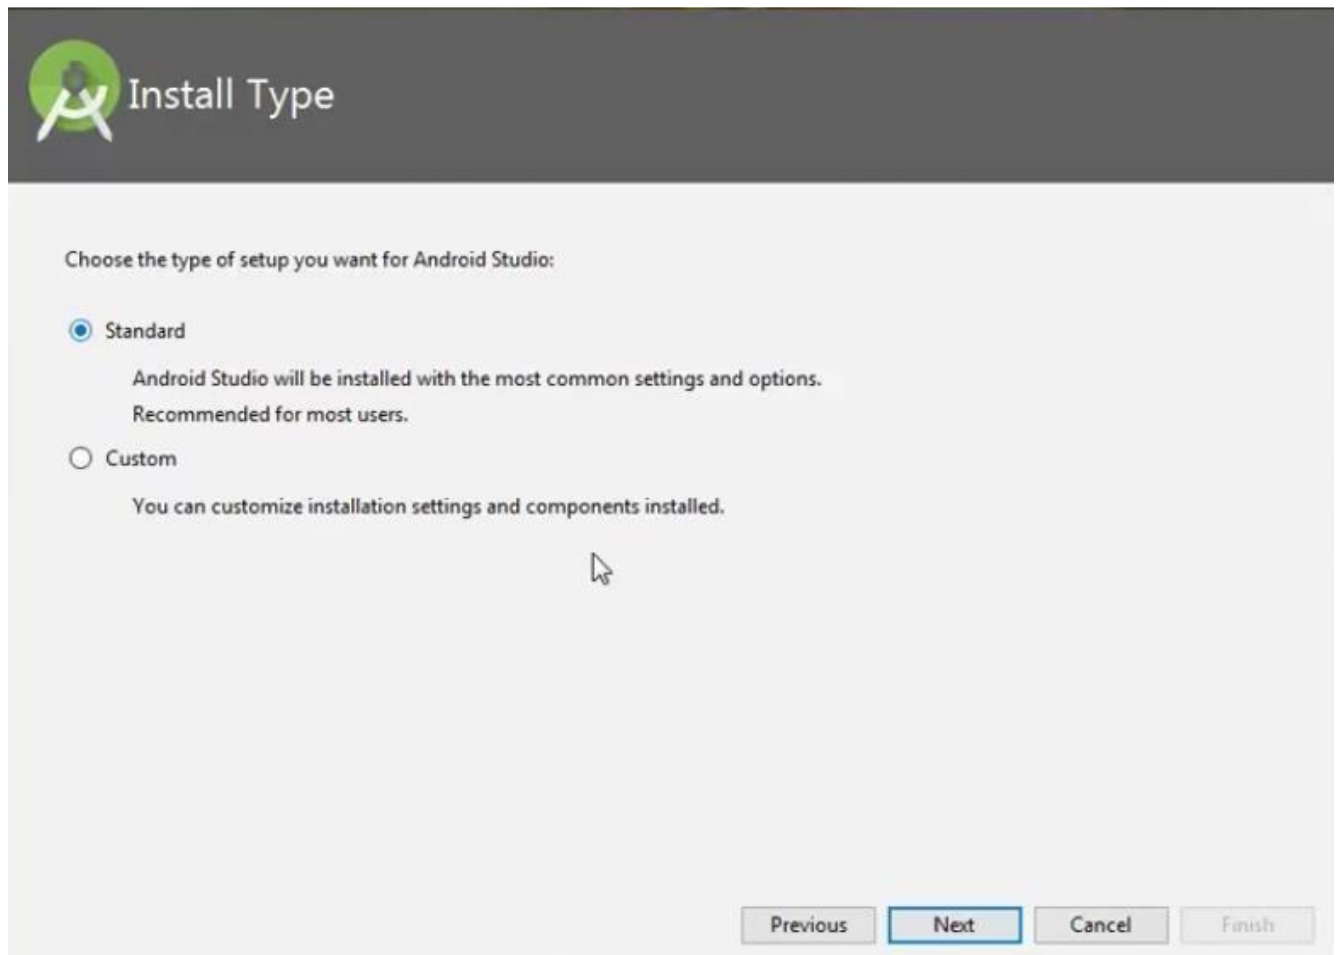 Install Type
Choose the type of setup you want for Android Studio:
Standard
Android Studio will be installed with the most common settings and options.
Recommended for most users.
Custom
You can customize installation settings and components installed.
Previous Next Cancel Finish